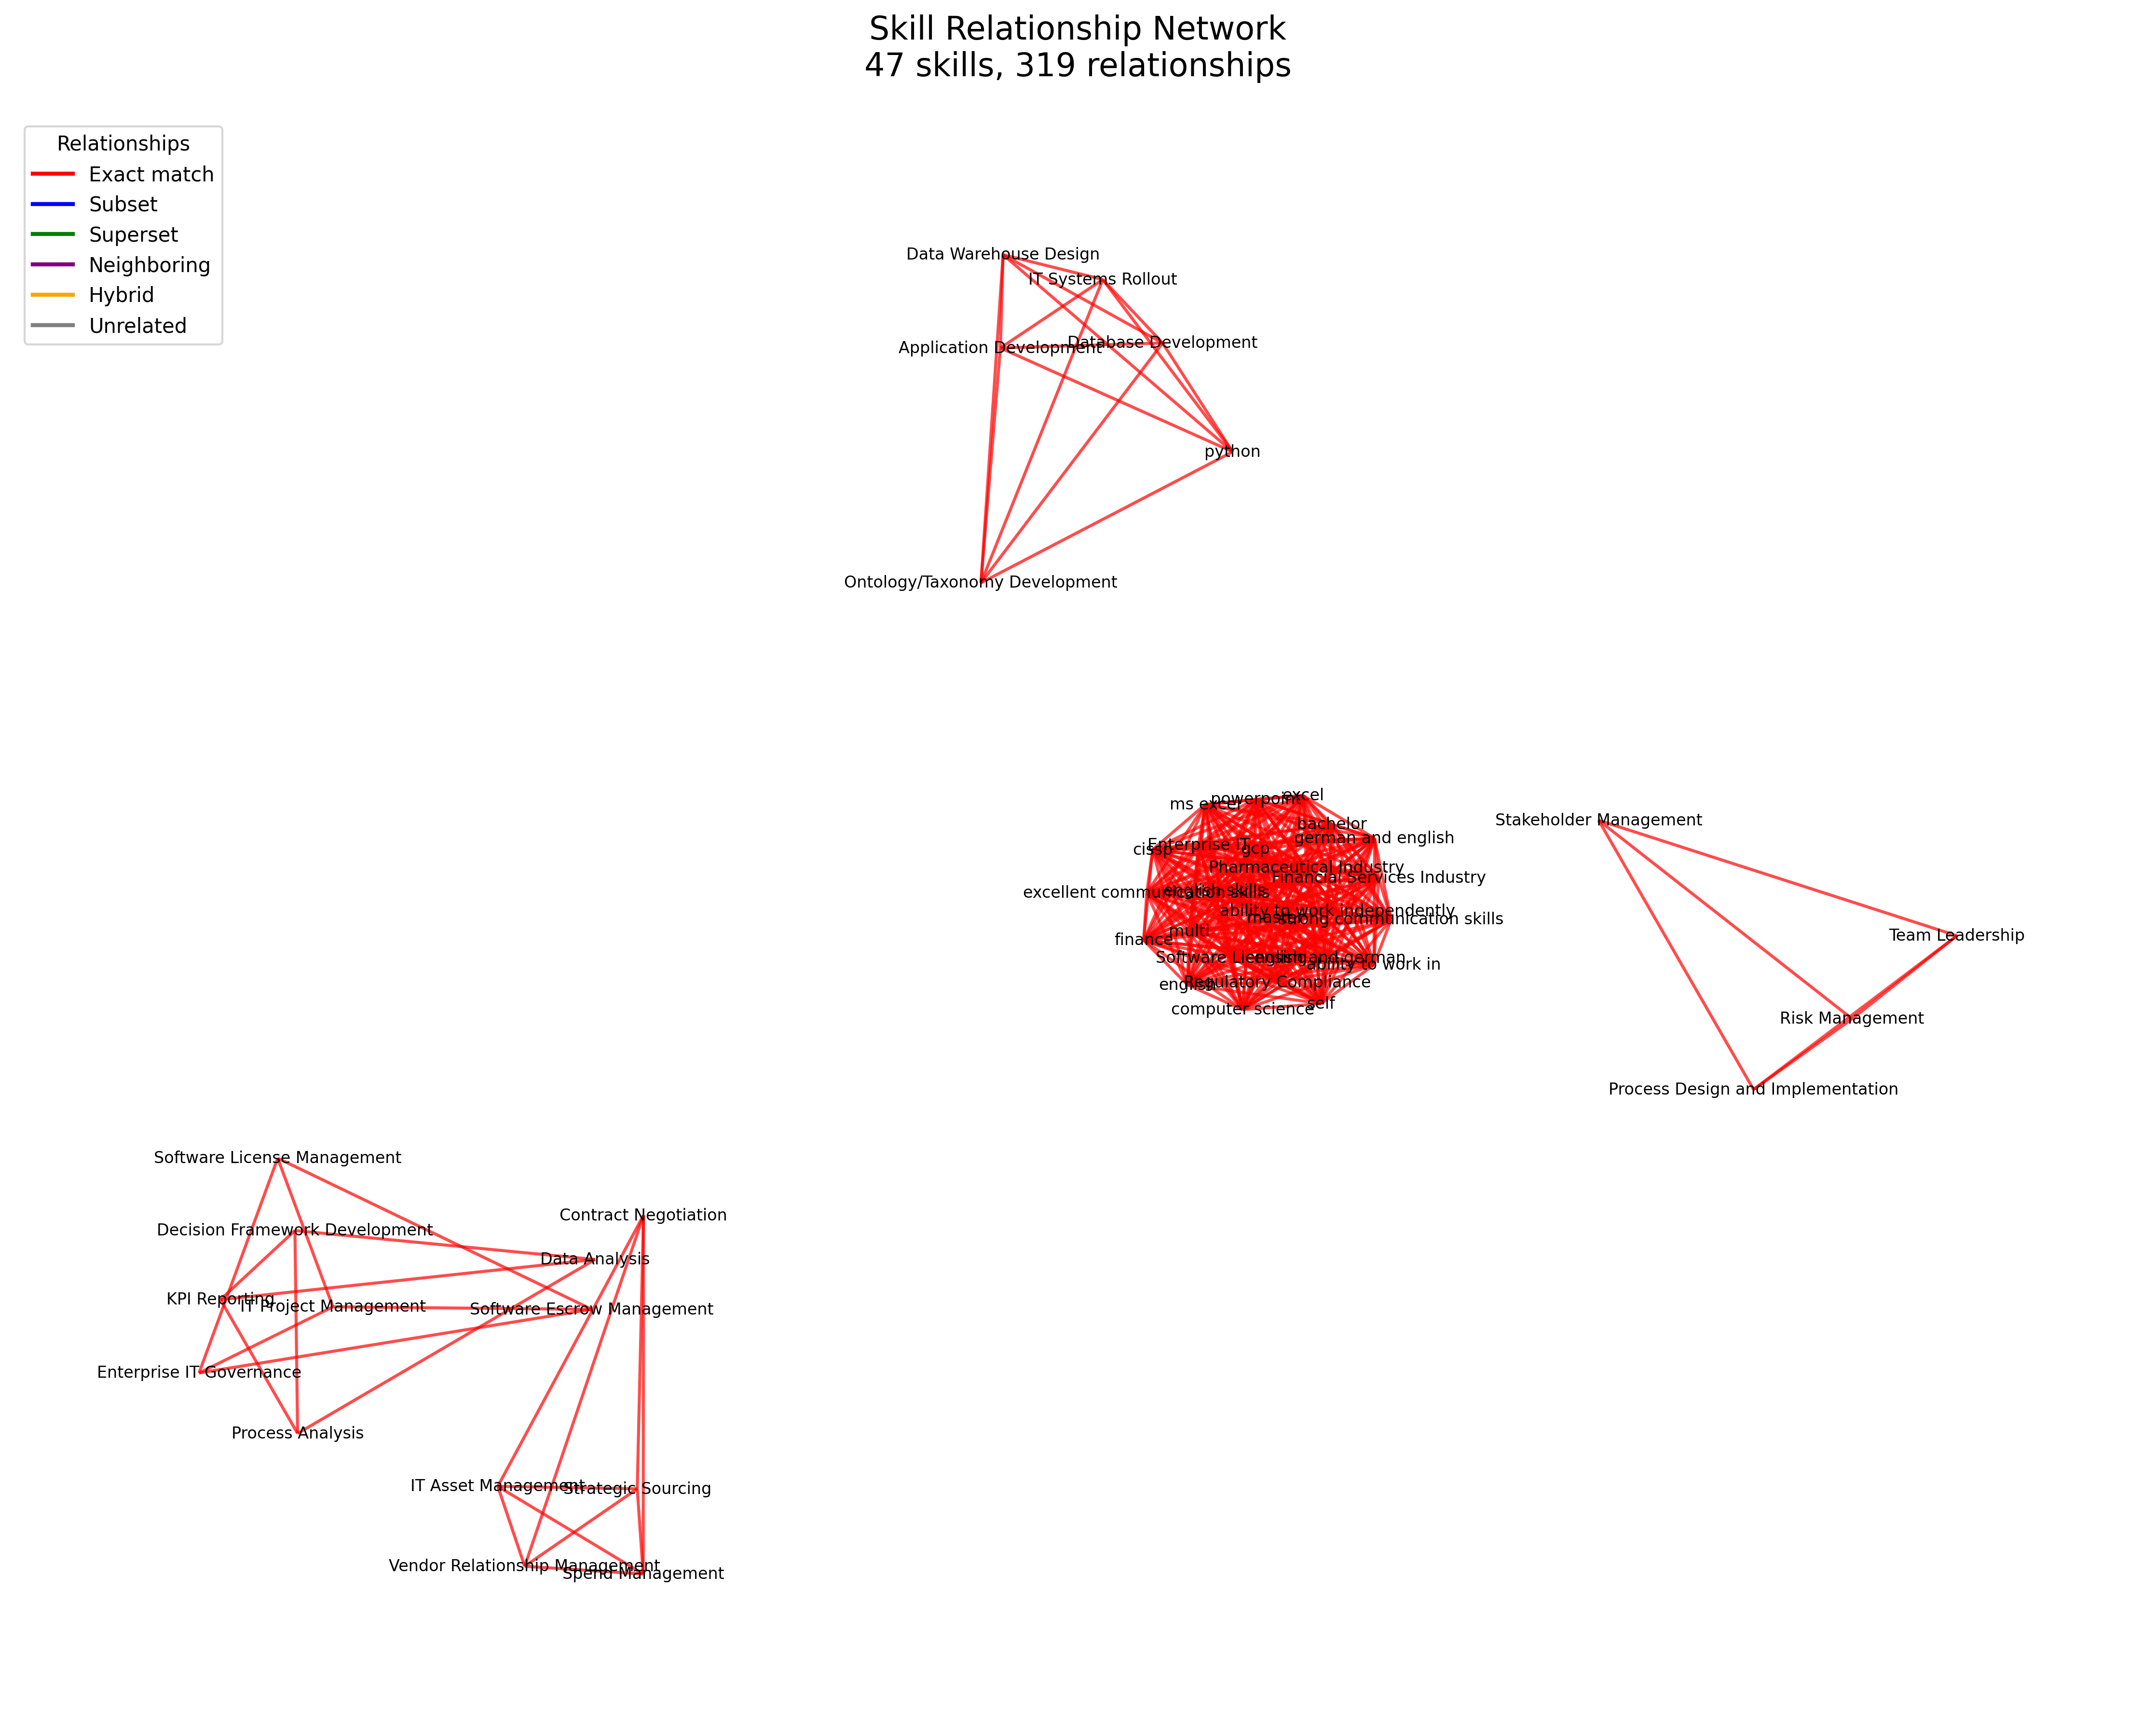 Skill Relationship Network
47 skills, 319 relationships
Relationships
Exact match
Subset
Superset
Neighboring
Hybrid
Unrelated
Data Warehouse Design
IT Systems Rollout
Database Development
Application Development
python
Ontology/Taxonomy Development
excel
powerpoint
ms excel
bachelor
german and english
Enterprise IT
cissp
gcp
Pharmaceutical Industry
Financial Services Industry
english skills
excellent communication skills
ability to work independently
master
strong communication skills
multi
finance
Software Licensing
english and german
ability to work in
Regulatory Compliance
english
self
computer science
Stakeholder Management
Team Leadership
Risk Management
Process Design and Implementation
Software License Management
Contract Negotiation
Decision Framework Development
Data Analysis
KPI Reporting
IT Project Management
Software Escrow Management
Enterprise IT Governance
Process Analysis
IT Asset Management
Strategic Sourcing
Vendor Relationship Management
Spend Management